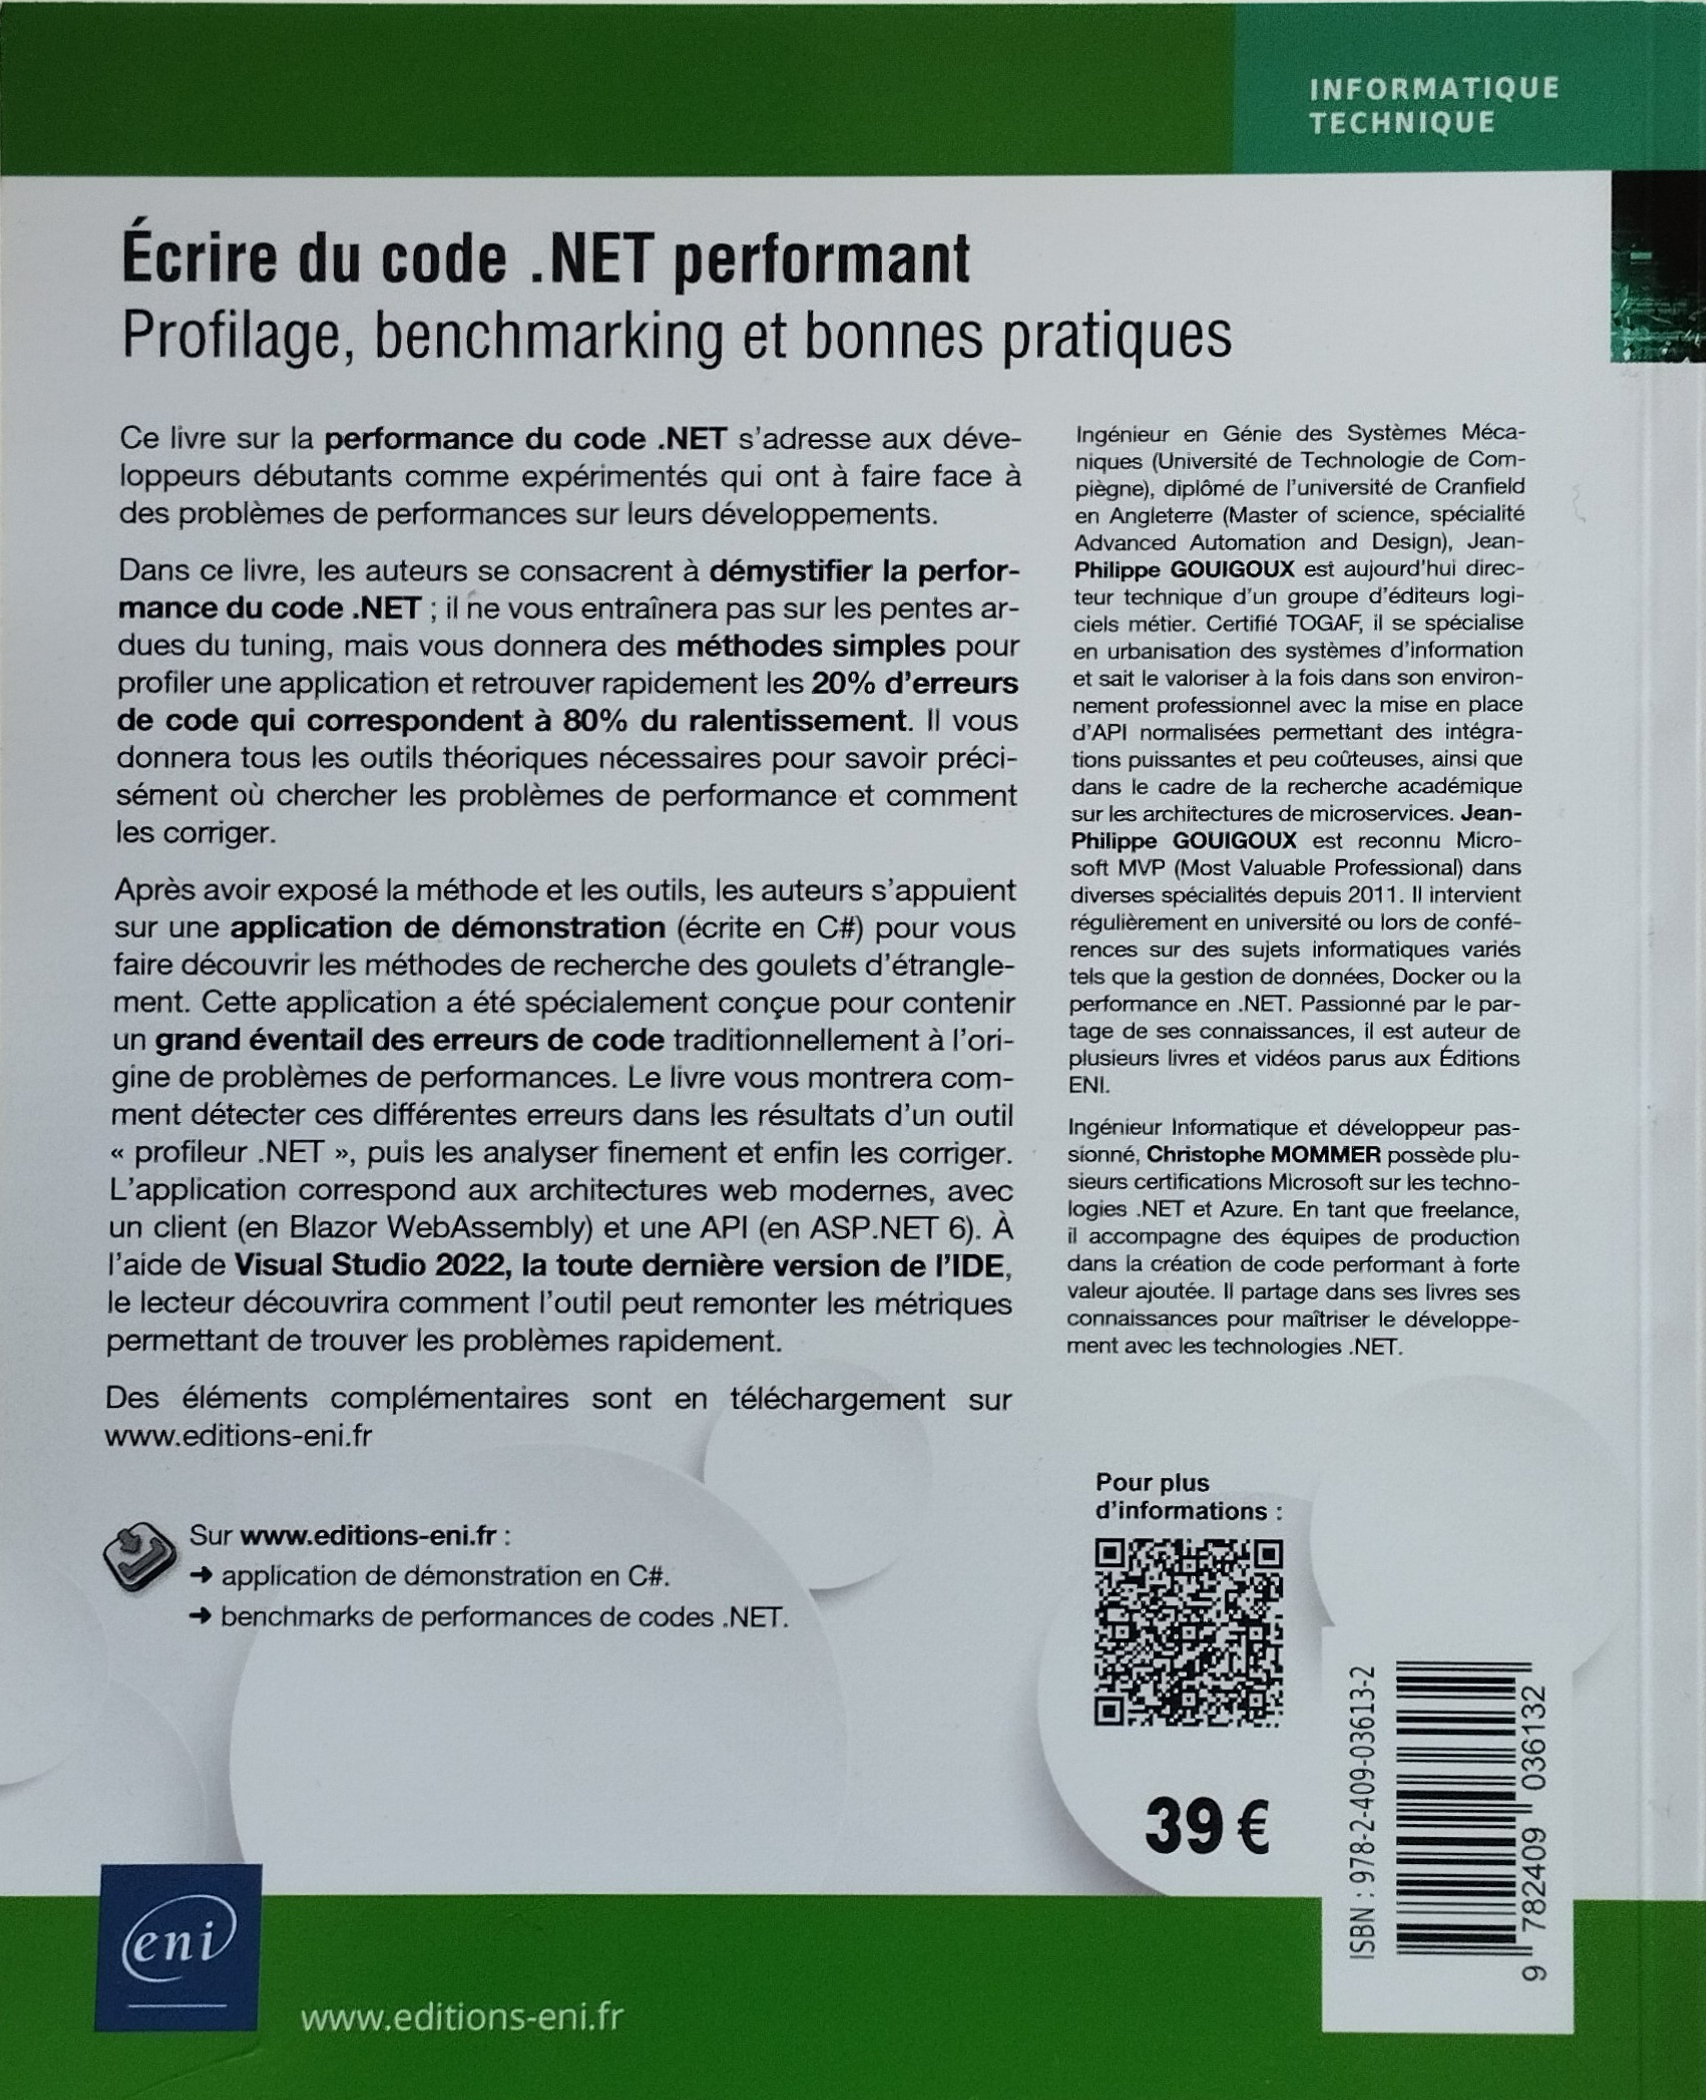 INFORMATIQUE
TECHNIQUE
Écrire du code .NET performant
Profilage, benchmarking et bonnes pratiques
Ce livre sur la performance du code .NET s'adresse aux déve-
loppeurs débutants comme expérimentés qui ont à faire face à
des problèmes de performances sur leurs développements.
Dans ce livre, les auteurs se consacrent à démystifier la perfor-
mance du code .NET ; il ne vous entraînera pas sur les pentes ar-
dues du tuning, mais vous donnera des méthodes simples pour
profiler une application et retrouver rapidement les 20% d'erreurs
de code qui correspondent à 80% du ralentissement. Il vous
donnera tous les outils théoriques nécessaires pour savoir préci-
sément où chercher les problèmes de performance et comment
les corriger.
Après avoir exposé la méthode et les outils, les auteurs s'appuient
sur une application de démonstration (écrite en C#) pour vous
faire découvrir les méthodes de recherche des goulets d'étrangle-
ment. Cette application a été spécialement conçue pour contenir
un grand éventail des erreurs de code traditionnellement à l'ori-
gine de problèmes de performances. Le livre vous montrera com-
ment détecter ces différentes erreurs dans les résultats d'un outil
« profileur .NET », puis les analyser finement et enfin les corriger.
L'application correspond aux architectures web modernes, avec
un client (en Blazor WebAssembly) et une API (en ASP.NET 6). À
l'aide de Visual Studio 2022, la toute dernière version de l'IDE,
le lecteur découvrira comment l'outil peut remonter les métriques
permettant de trouver les problèmes rapidement.
Des éléments complémentaires sont en téléchargement sur
www.editions-eni.fr
Sur www.editions-eni.fr :
➔ application de démonstration en C#.
➔ benchmarks de performances de codes .NET.
Ingénieur en Génie des Systèmes Méca-
niques (Université de Technologie de Com-
piègne), diplômé de l'université de Cranfield
en Angleterre (Master of science, spécialité
Advanced Automation and Design), Jean-
Philippe GOUIGOUX est aujourd'hui direc-
teur technique d'un groupe d'éditeurs logi-
ciels métier. Certifié TOGAF, il se spécialise
en urbanisation des systèmes d'information
et sait le valoriser à la fois dans son environ-
nement professionnel avec la mise en place
d'API normalisées permettant des intégra-
tions puissantes et peu coûteuses, ainsi que
dans le cadre de la recherche académique
sur les architectures de microservices. Jean-
Philippe GOUIGOUX est reconnu Micro-
soft MVP (Most Valuable Professional) dans
diverses spécialités depuis 2011. Il intervient
régulièrement en université ou lors de confé-
rences sur des sujets informatiques variés
tels que la gestion de données, Docker ou la
performance en .NET. Passionné par le par-
tage de ses connaissances, il est auteur de
plusieurs livres et vidéos parus aux Éditions
ENI.
Ingénieur Informatique et développeur pas-
sionné, Christophe MOMMER possède plu-
sieurs certifications Microsoft sur les techno-
logies .NET et Azure. En tant que freelance,
il accompagne des équipes de production
dans la création de code performant à forte
valeur ajoutée. Il partage dans ses livres ses
connaissances pour maîtriser le développe-
ment avec les technologies .NET.
Pour plus
d'informations :
39 €
ISBN : 978-2-409-03613-2
9 782409 036132
eni
www.editions-eni.fr